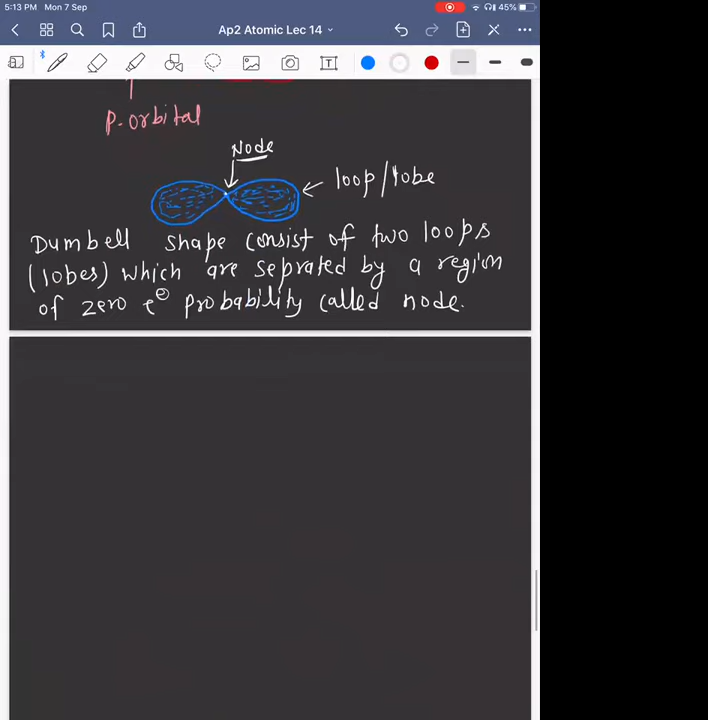 5:13 PM Mon 7 Sep
45%
Ap2 Atomic Lec 14
P-orbital
Node
loop/lobe
Dumbell shape consist of two loops
(lobes) which are seprated by a region
of zero e⊖ probability called node.